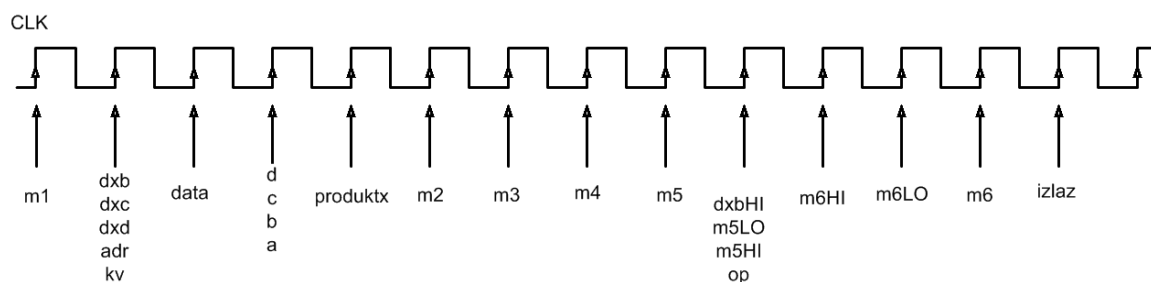 CLK
m1
dxb
dxc
dxd
adr
kv
data
d
c
b
a
produktx
m2
m3
m4
m5
dxbHI
m5LO
m5HI
op
m6HI
m6LO
m6
izlaz